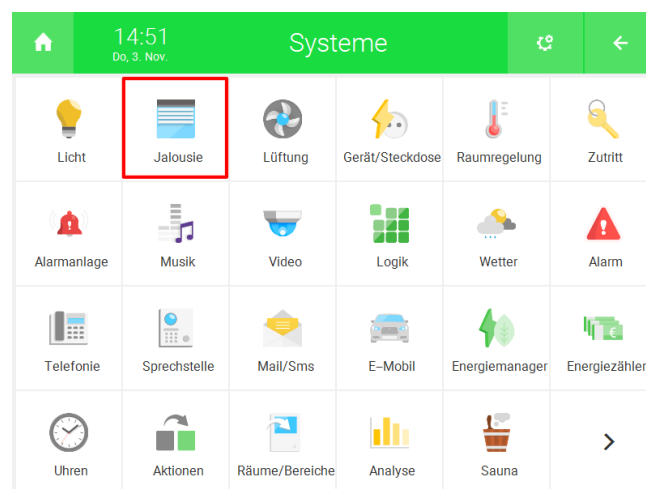 14:51
Do, 3. Nov.
Systeme
Licht
Jalousie
Lüftung
Gerät/Steckdose
Raumregelung
Zutritt
Alarmanlage
Musik
Video
Logik
Wetter
Alarm
Telefonie
Sprechstelle
Mail/Sms
E–Mobil
Energiemanager
Energiezähler
Uhren
Aktionen
Räume/Bereiche
Analyse
Sauna